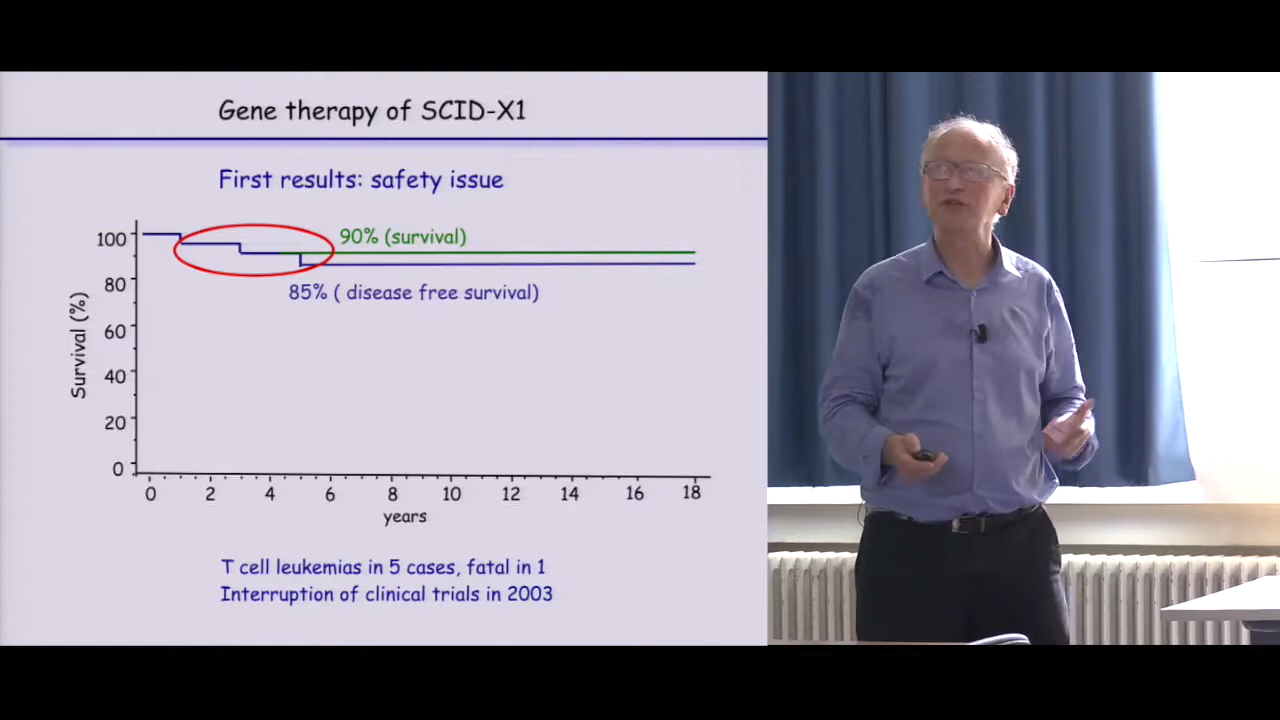 Gene therapy of SCID-X1
First results: safety issue
100
80
60
40
20
0
Survival (%)
90% (survival)
85% ( disease free survival)
0 2 4 6 8 10 12 14 16 18
years
T cell leukemias in 5 cases, fatal in 1
Interruption of clinical trials in 2003